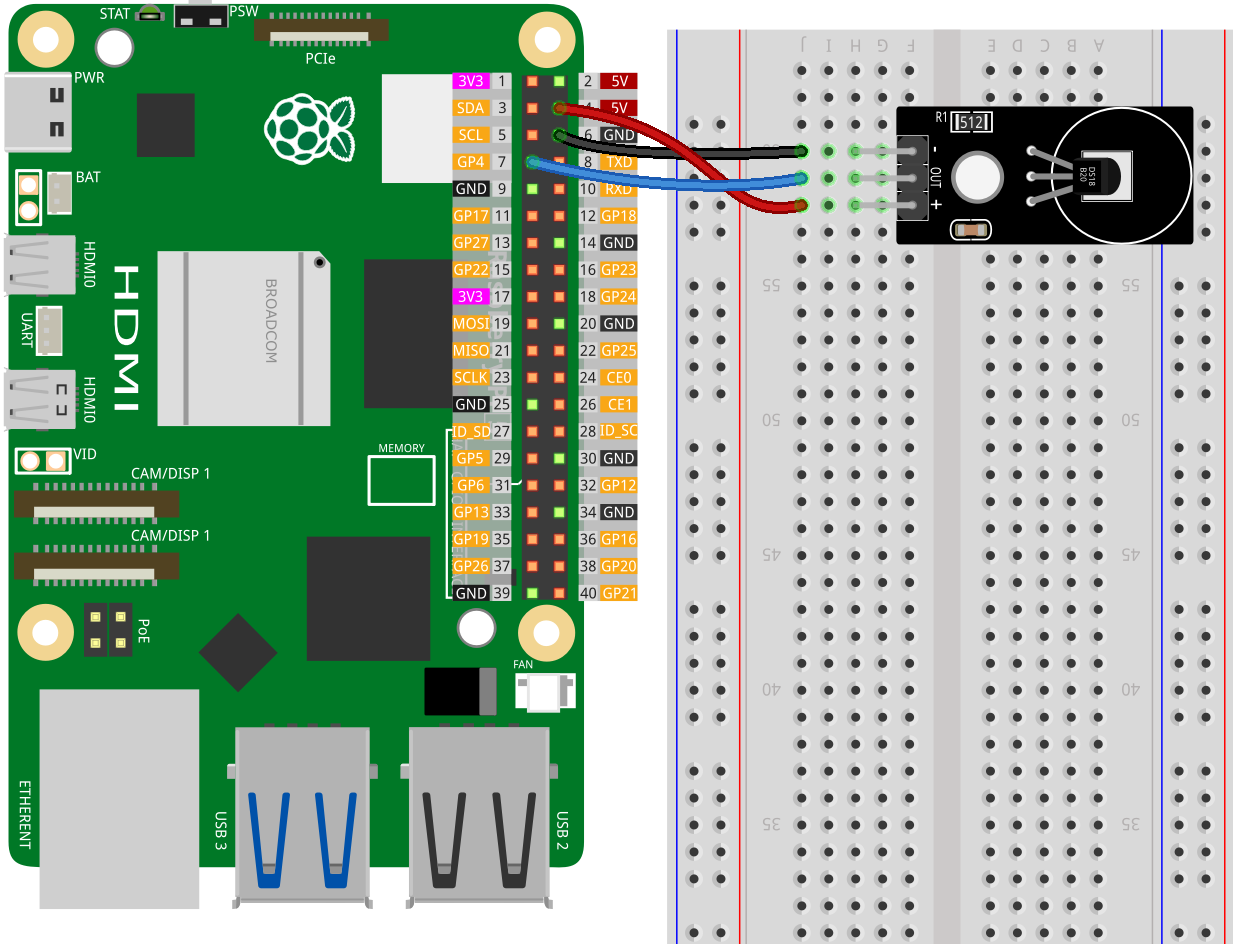 STAT
PSW
PCIe
PWR
BAT
HDMI0
UART
HDMI
HDMI0
BROADCOM
VID
CAM/DISP 1
CAM/DISP 1
MEMORY
PoE
FAN
ETHERENT
USB 3
USB 2
3V3 1 2 5V
SDA 3 4 5V
SCL 5 6 GND
GP4 7 8 TXD
GND 9 10 RXD
GP17 11 12 GP18
GP27 13 14 GND
GP22 15 16 GP23
3V3 17 18 GP24
MOSI 19 20 GND
MISO 21 22 GP25
SCLK 23 24 CE0
GND 25 26 CE1
ID_SD 27 28 ID_SC
GP5 29 30 GND
GP6 31 32 GP12
GP13 33 34 GND
GP19 35 36 GP16
GP26 37 38 GP20
GND 39 40 GP21
J I H G F E D C B A
R1 512
-
OUT
+
DS18
B20
55 55
50 50
45 45
40 40
35 35